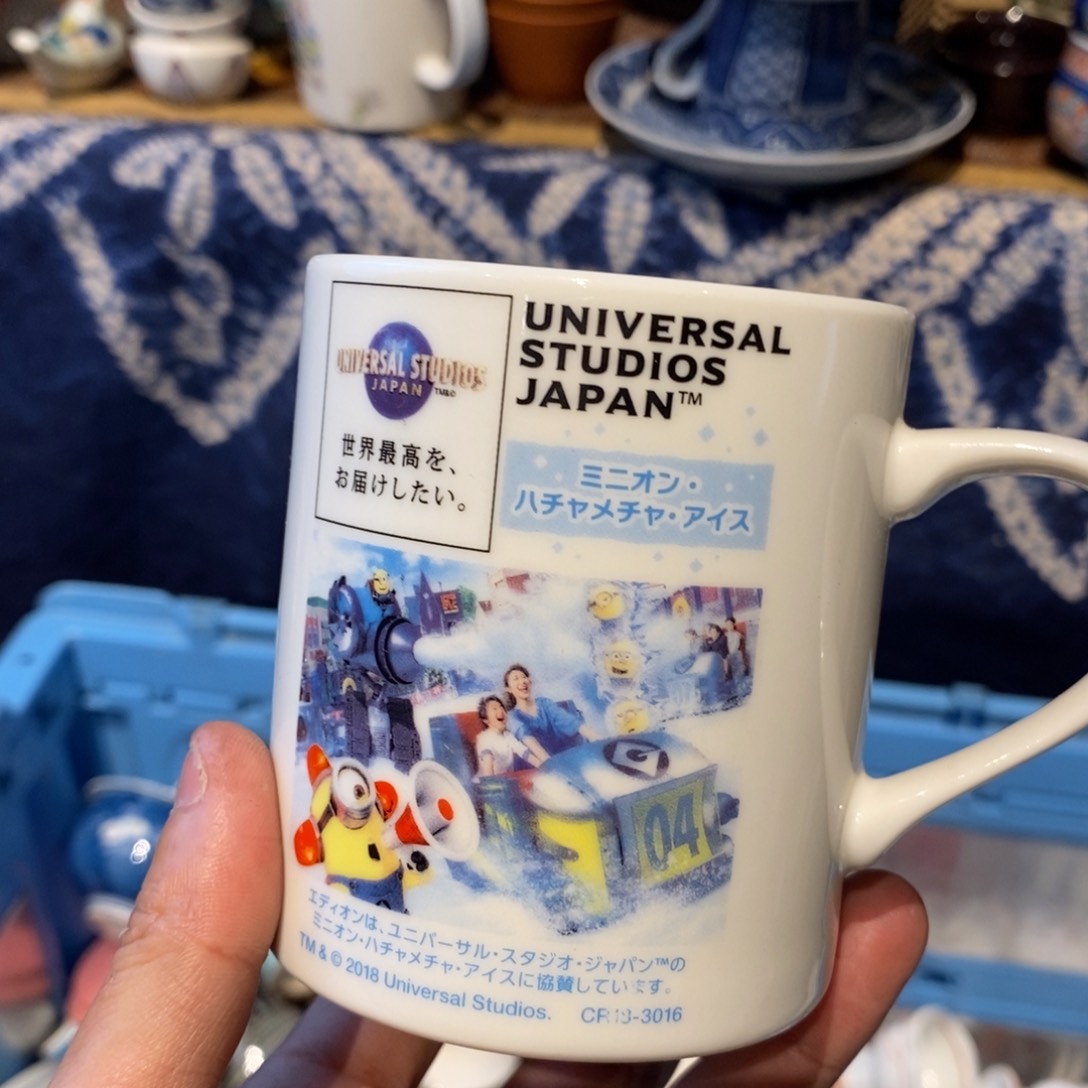 UNIVERSAL STUDIOS
JAPAN TM&©
世界最高を、
お届けしたい。
UNIVERSAL
STUDIOS
JAPAN™
ミニオン・
ハチャメチャ・アイス
04
エディオンは、ユニバーサル・スタジオ・ジャパン™の
ミニオン・ハチャメチャ・アイスに協賛しています。
TM & © 2018 Universal Studios. CR18-3016